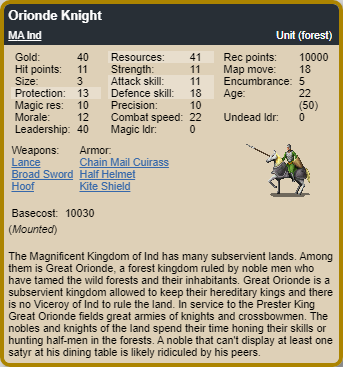 Orionde Knight
MA Ind Unit (forest)
Gold: 40 Resources: 41 Rec points: 10000
Hit points: 11 Strength: 11 Map move: 18
Size: 3 Attack skill: 11 Encumbrance: 5
Protection: 13 Defence skill: 18 Age: 22
Magic res: 10 Precision: 10 (50)
Morale: 12 Combat speed: 22 Undead ldr: 0
Leadership: 40 Magic ldr: 0
Weapons: Armor:
Lance Chain Mail Cuirass
Broad Sword Half Helmet
Hoof Kite Shield
Basecost: 10030
(Mounted)
The Magnificent Kingdom of Ind has many subservient lands. Among
them is Great Orionde, a forest kingdom ruled by noble men who
have tamed the wild forests and their inhabitants. Great Orionde is a
subservient kingdom allowed to keep their hereditary kings and there
is no Viceroy of Ind to rule the land. In service to the Prester King
Great Orionde fields great armies of knights and crossbowmen. The
nobles and knights of the land spend their time honing their skills or
hunting half-men in the forests. A noble that can't display at least one
satyr at his dining table is likely ridiculed by his peers.